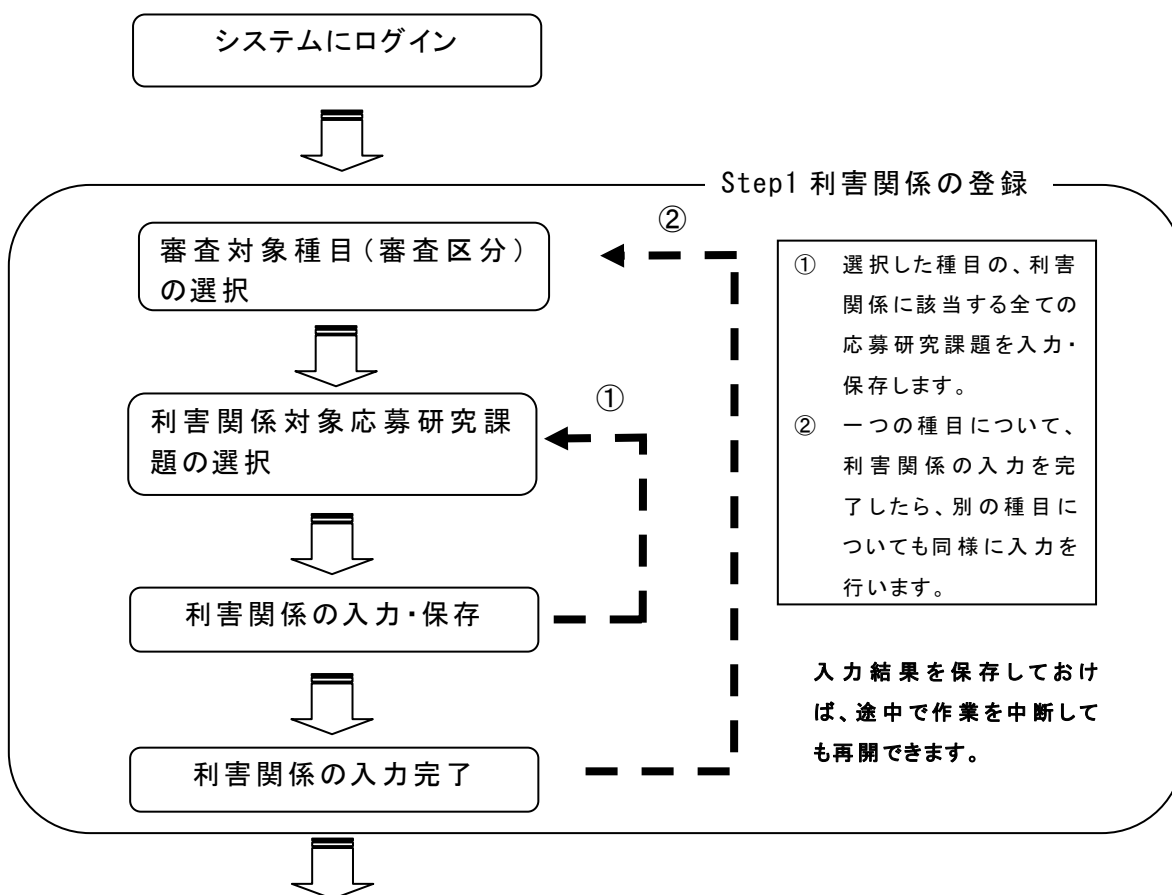 システムにログイン
Step1 利害関係の登録
②
審査対象種目(審査区分)
の選択
①
利害関係対象応募研究課
題の選択
利害関係の入力・保存
利害関係の入力完了
① 選択した種目の、利害
関係に該当する全ての
応募研究課題を入力・
保存します。
② 一つの種目について、
利害関係の入力を完
了したら、別の種目に
ついても同様に入力を
行います。
入力結果を保存しておけ
ば、途中で作業を中断して
も再開できます。